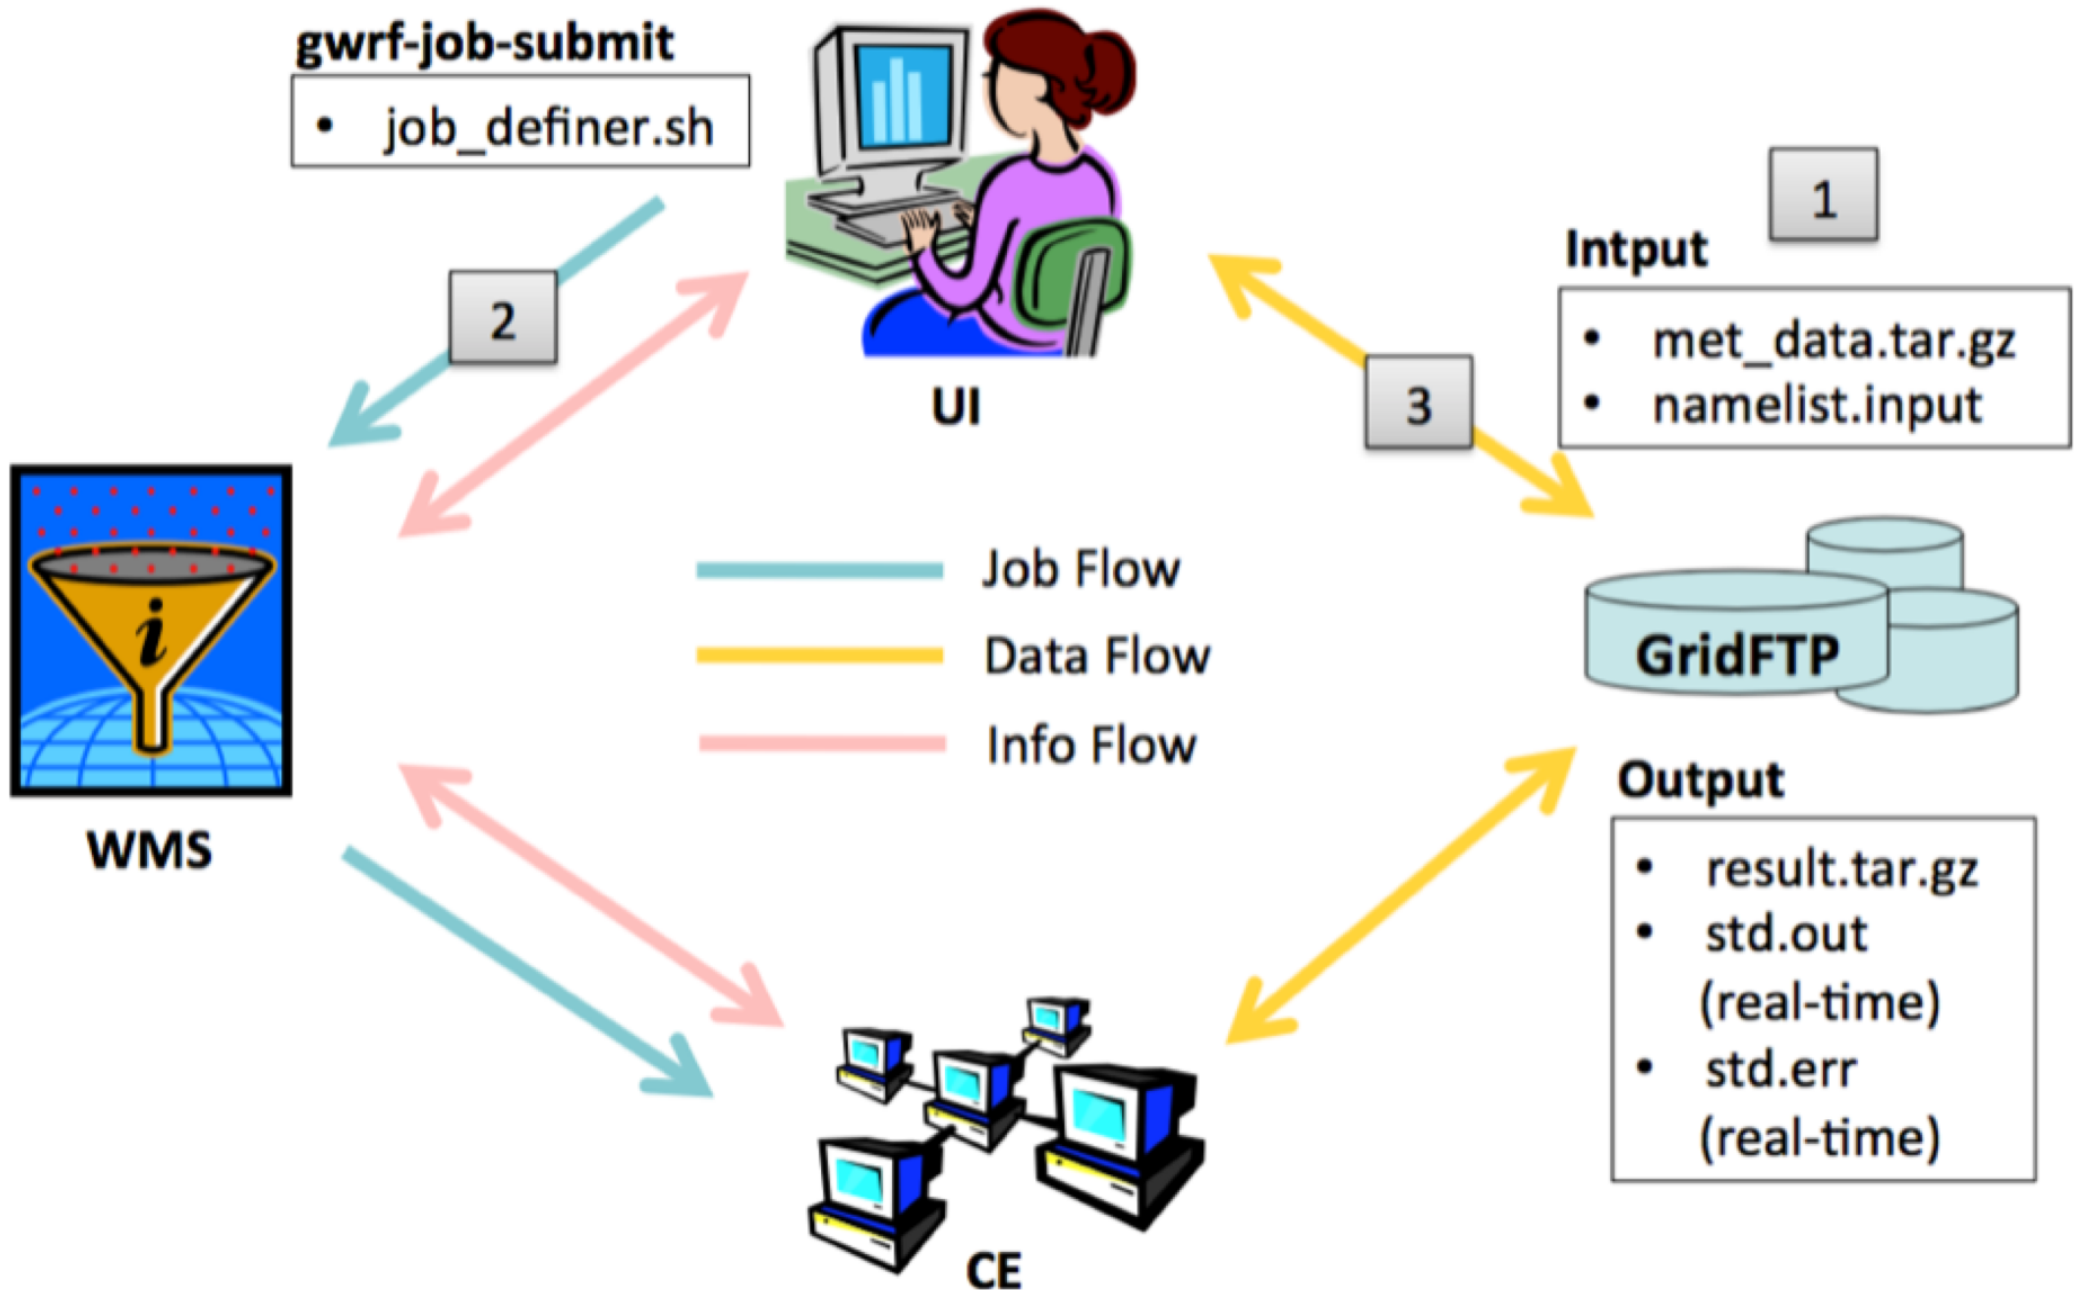 gwrf-job-submit
• job_definer.sh
1
Intput
• met_data.tar.gz
• namelist.input
2
3
UI
i
Job Flow
Data Flow
Info Flow
GridFTP
WMS
Output
• result.tar.gz
• std.out
(real-time)
• std.err
(real-time)
CE